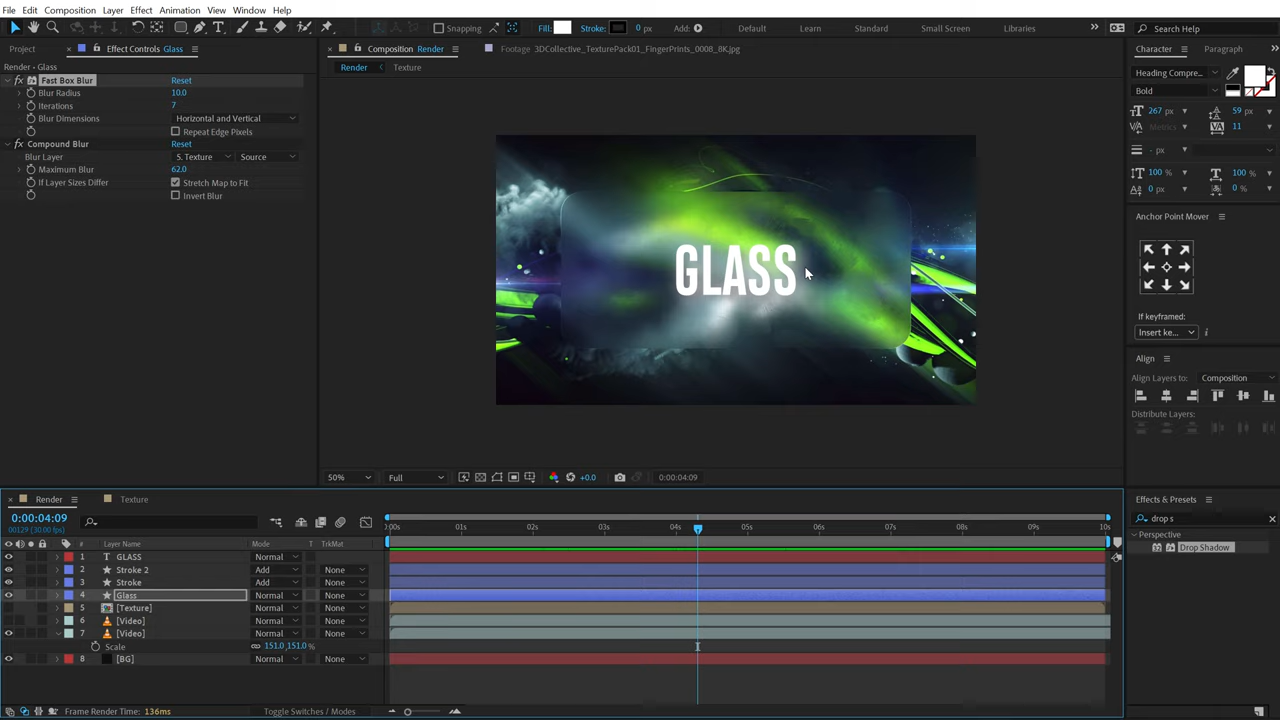 File Edit Composition Layer Effect Animation View Window Help
Snapping Fill: Stroke: 0 px Add: Default Learn Standard Small Screen Libraries Search Help
Project Effect Controls Glass Composition Render Footage 3DCollective_TexturePack01_FingerPrints_0008_8K.jpg Character Paragraph
Render - Glass
Render Texture
Heading Compre...
Bold
fx Fast Box Blur Reset
Blur Radius 10.0
Iterations 7
Blur Dimensions Horizontal and Vertical
Repeat Edge Pixels
fx Compound Blur Reset
Blur Layer 5. Texture Source
Maximum Blur 62.0
If Layer Sizes Differ Stretch Map to Fit
Invert Blur
267 px 59 px
Metrics 11
- px
100 % 100 %
0 px 0 %
Anchor Point Mover
If keyframed:
Insert ke...
Align
Align Layers to: Composition
Distribute Layers:
GLASS
50% Full +0.0 0:00:04:09
Render Texture
0:00:04:09
00129 (30.00 fps)
:00s 01s 02s 03s 04s 05s 06s 07s 08s 09s 10s
# Layer Name Mode T TrkMat
1 T GLASS Normal None
2 Stroke 2 Add None
3 Stroke Add None
4 Glass Normal None
5 [Texture] Normal None
6 [Video] Normal None
7 [Video] Normal None
Scale 151.0,151.0 %
8 [BG] Normal None
Frame Render Time: 136ms Toggle Switches / Modes
Effects & Presets
drop s
Perspective
Drop Shadow